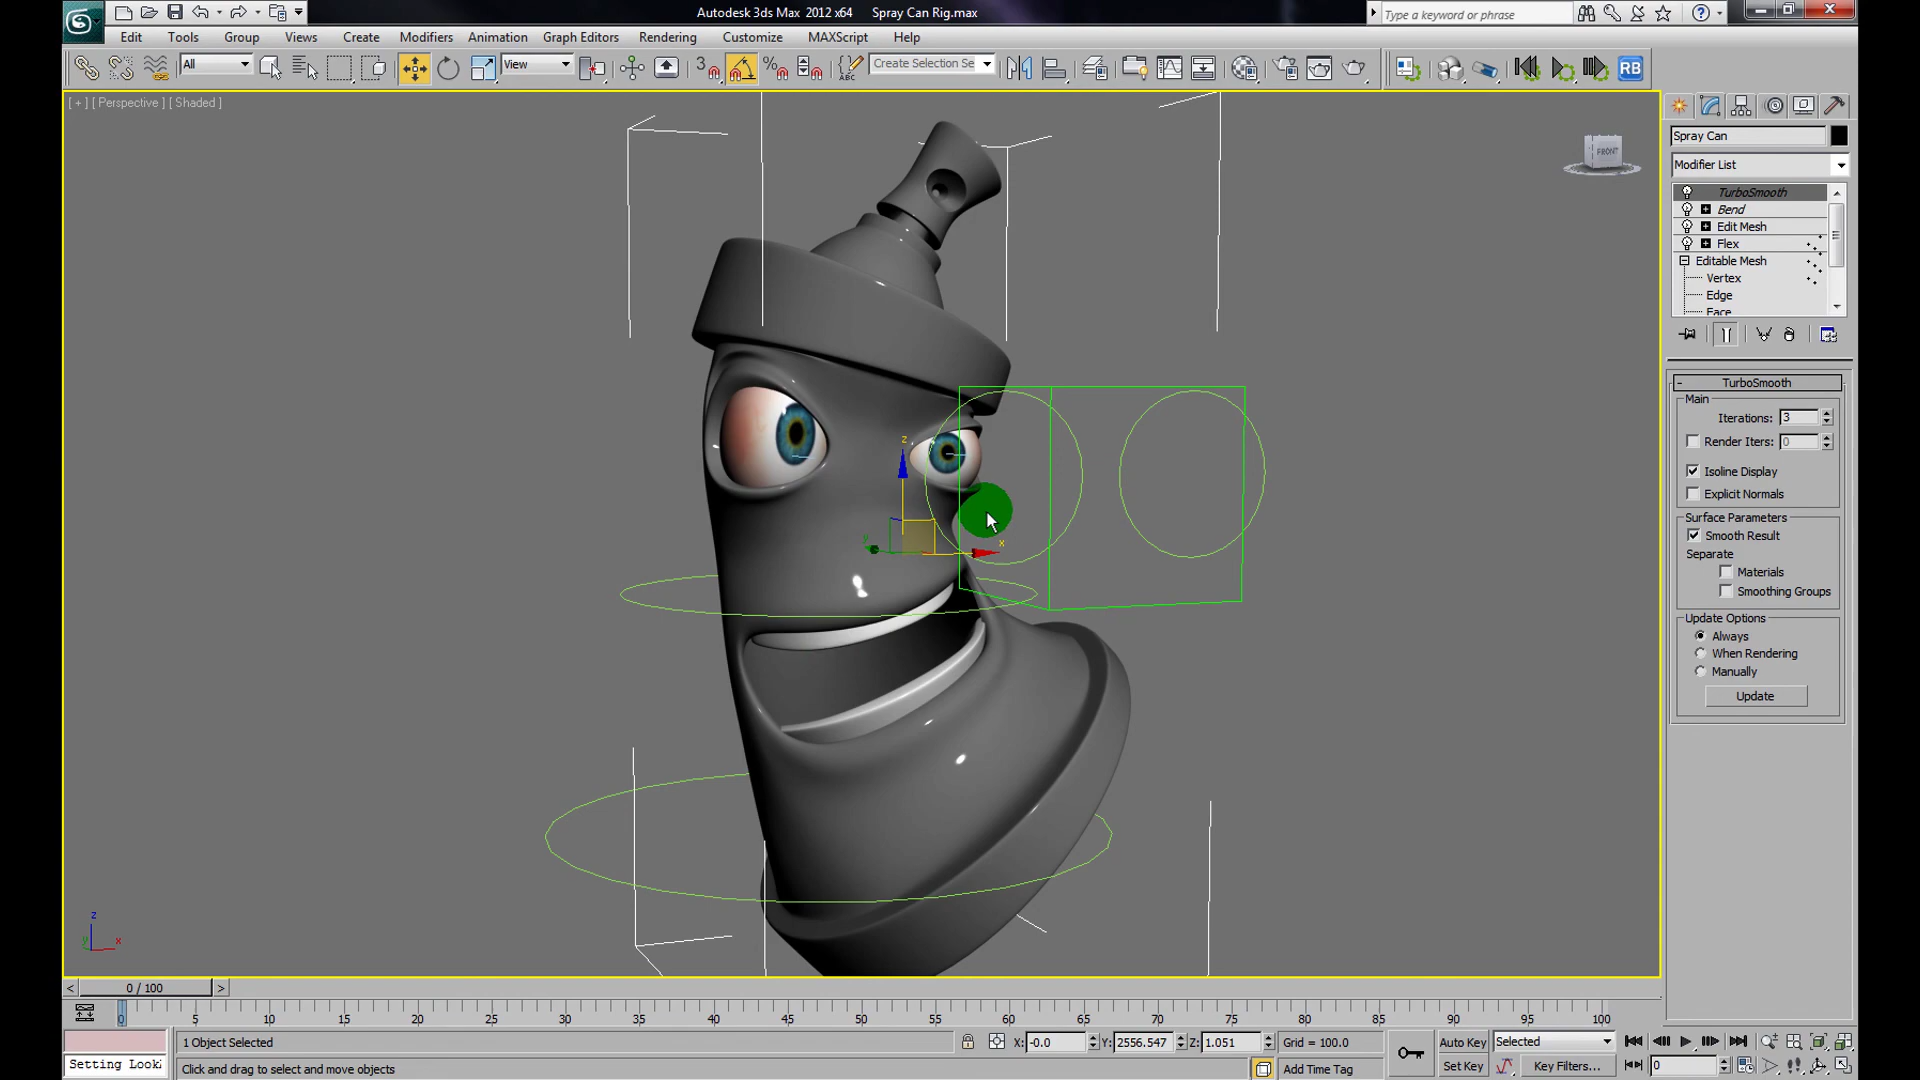 Autodesk 3ds Max 2012 x64    Spray Can Rig.max
Type a keyword or phrase
Edit Tools Group Views Create Modifiers Animation Graph Editors Rendering Customize MAXScript Help
All
View
3
%
ABC
Create Selection Se
RB
[ + ] [ Perspective ] [ Shaded ]
FRONT
Spray Can
Modifier List
TurboSmooth
Bend
Edit Mesh
Flex
Editable Mesh
Vertex
Edge
Face
TurboSmooth
Main
Iterations: 3
Render Iters: 0
Isoline Display
Explicit Normals
Surface Parameters
Smooth Result
Separate
Materials
Smoothing Groups
Update Options
Always
When Rendering
Manually
Update
z
y
x
z
y
x
< 0 / 100 >
0 5 10 15 20 25 30 35 40 45 50 55 60 65 70 75 80 85 90 95 100
1 Object Selected
X: -0.0 Y: 2556.547 Z: 1.051
Grid = 100.0
Auto Key
Selected
Setting Look
Click and drag to select and move objects
Add Time Tag
Set Key
Key Filters...
0